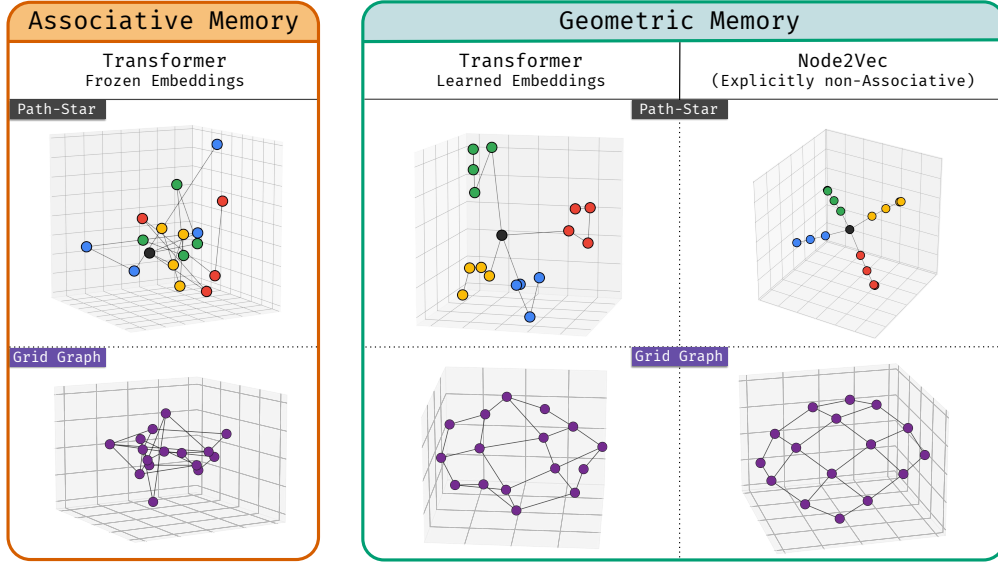 Associative Memory
Transformer
Frozen Embeddings
Path-Star
Grid Graph
Geometric Memory
Transformer
Learned Embeddings
Node2Vec
(Explicitly non-Associative)
Path-Star
Grid Graph